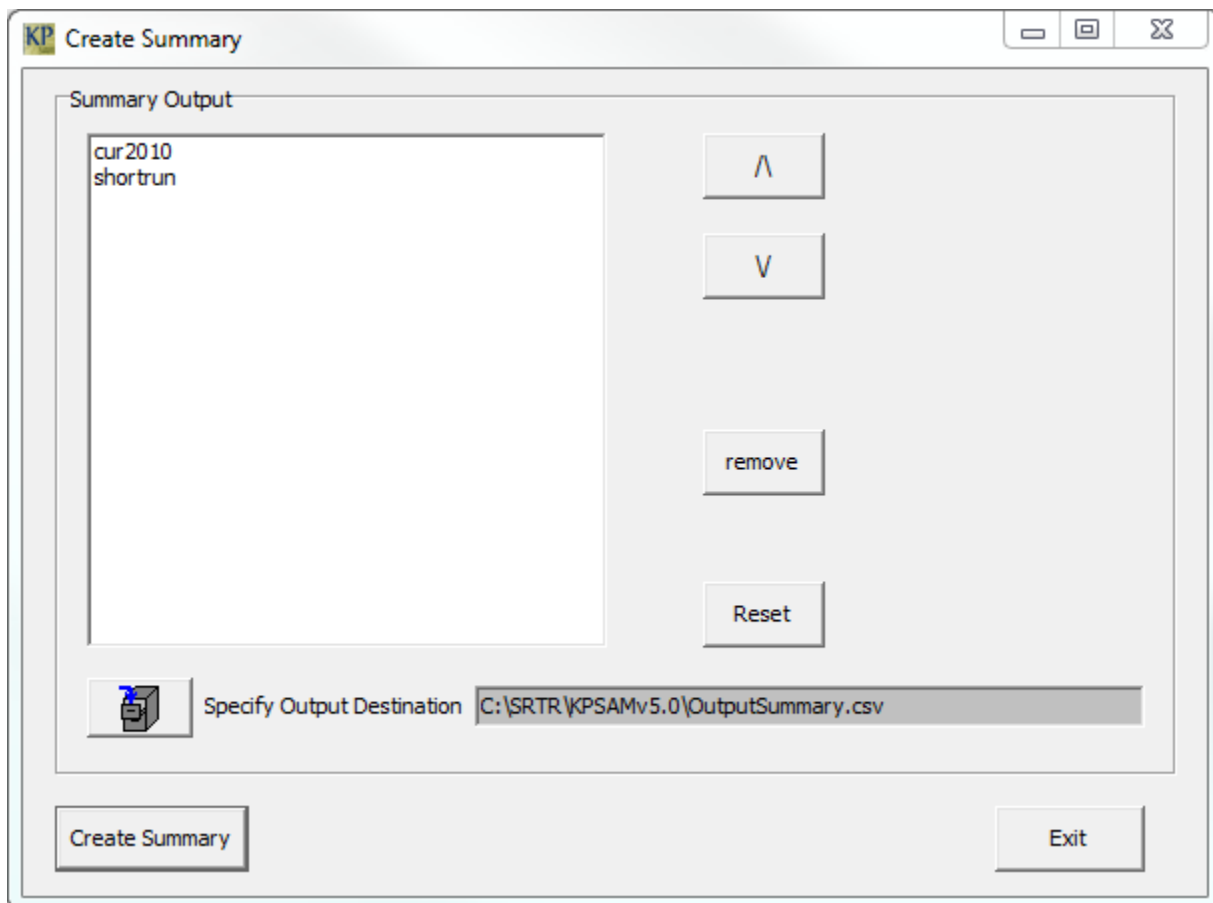 KP Create Summary
Summary Output
cur2010
shortrun
/\
\/
remove
Reset
Specify Output Destination C:\SRTR\KPSAMv5.0\OutputSummary.csv
Create Summary
Exit